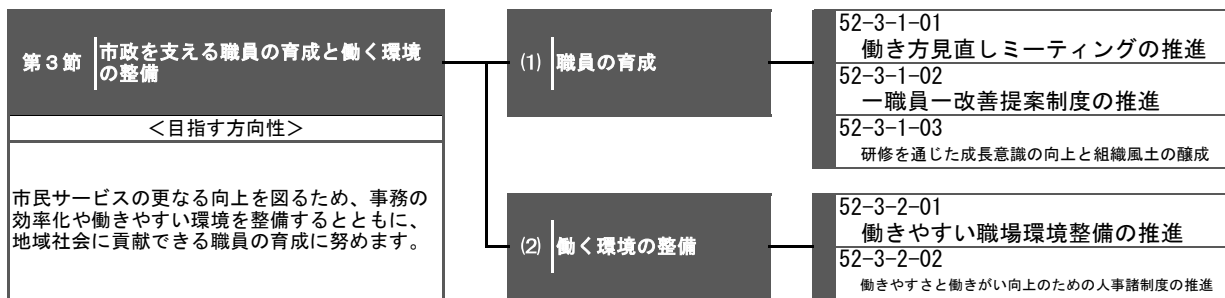 第3節
市政を支える職員の育成と働く環境
の整備
<目指す方向性>
市民サービスの更なる向上を図るため、事務の
効率化や働きやすい環境を整備するとともに、
地域社会に貢献できる職員の育成に努めます。
(1) 職員の育成
52-3-1-01
働き方見直しミーティングの推進
52-3-1-02
一職員一改善提案制度の推進
52-3-1-03
研修を通じた成長意識の向上と組織風土の醸成
(2) 働く環境の整備
52-3-2-01
働きやすい職場環境整備の推進
52-3-2-02
働きやすさと働きがい向上のための人事諸制度の推進